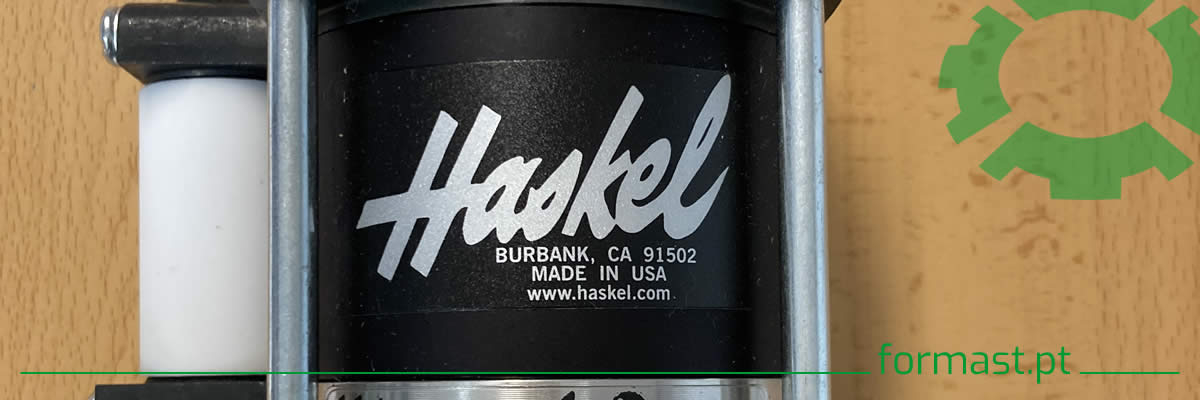 Haskel
BURBANK, CA 91502
MADE IN USA
www.haskel.com
formast.pt